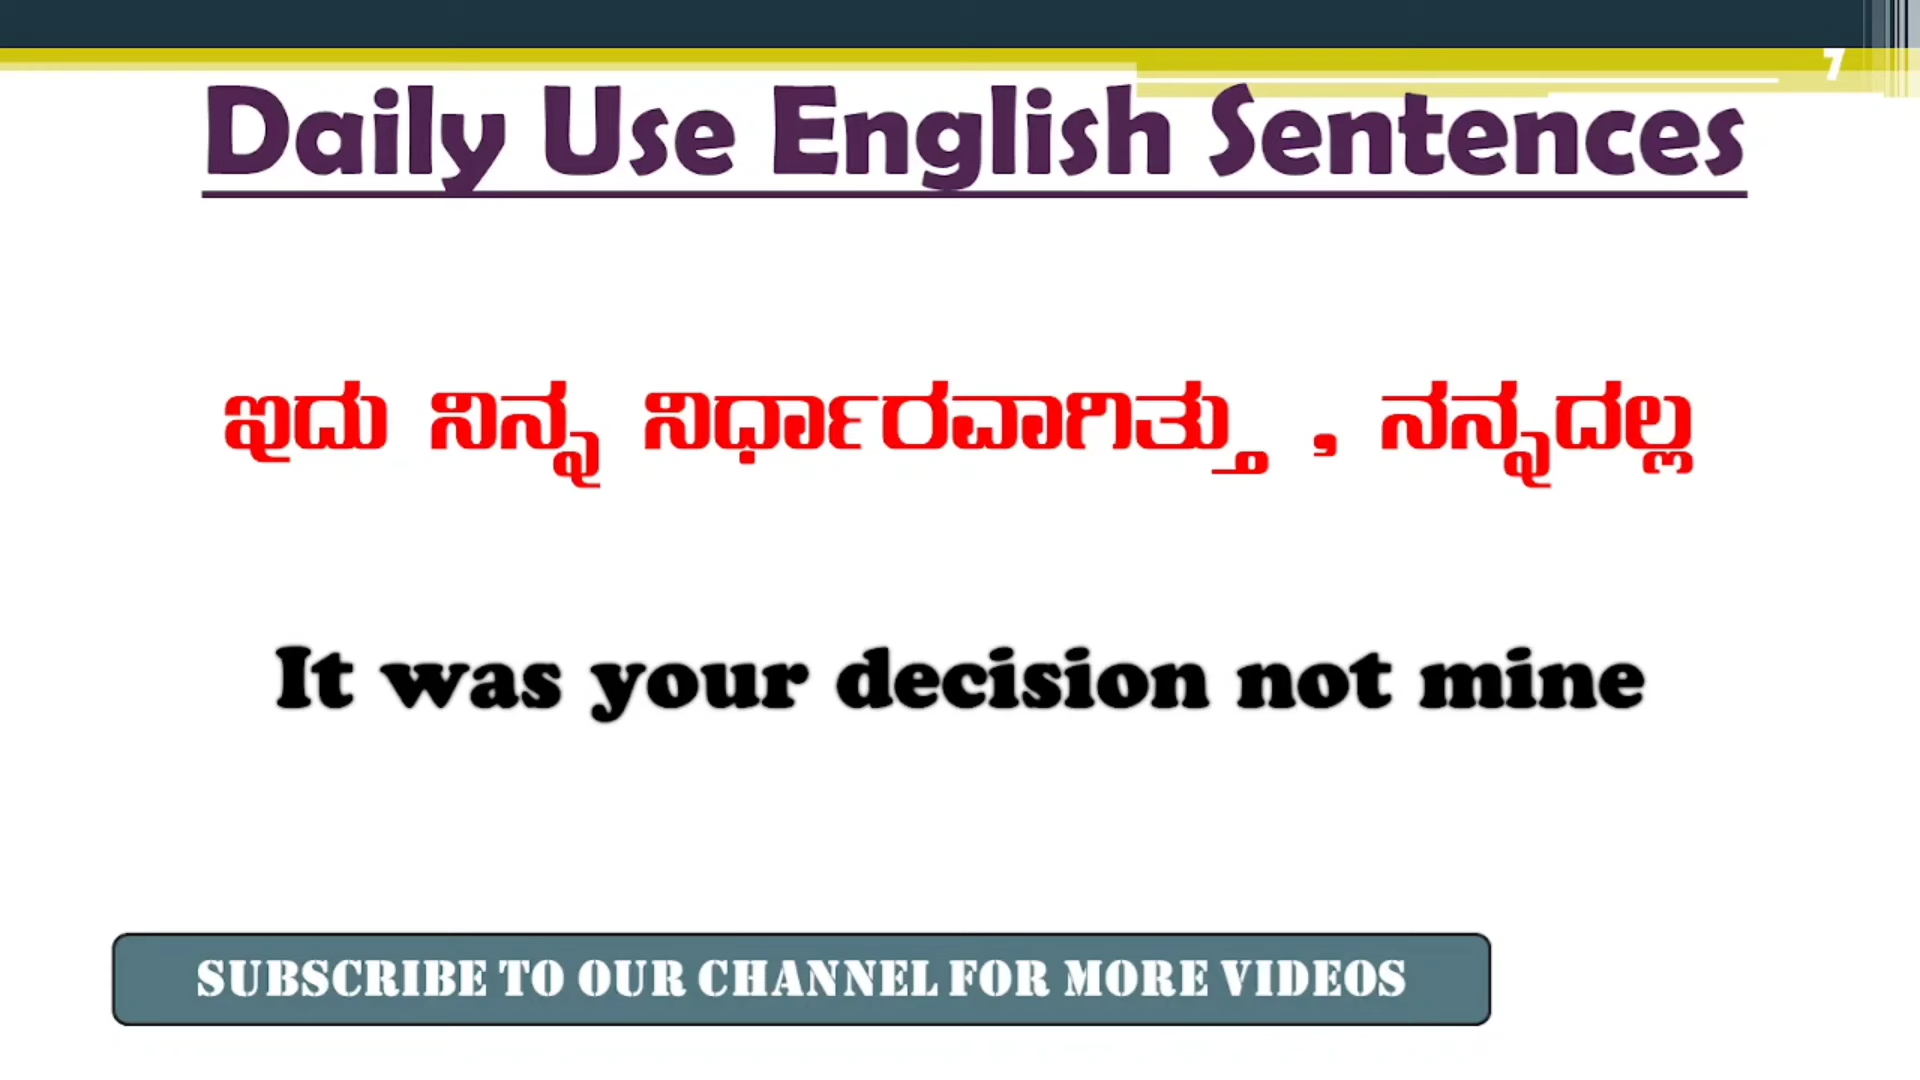 7
Daily Use English Sentences
ಇದು ನಿನ್ನ ನಿರ್ಧಾರವಾಗಿತ್ತು , ನನ್ನದಲ್ಲ
It was your decision not mine
SUBSCRIBE TO OUR CHANNEL FOR MORE VIDEOS